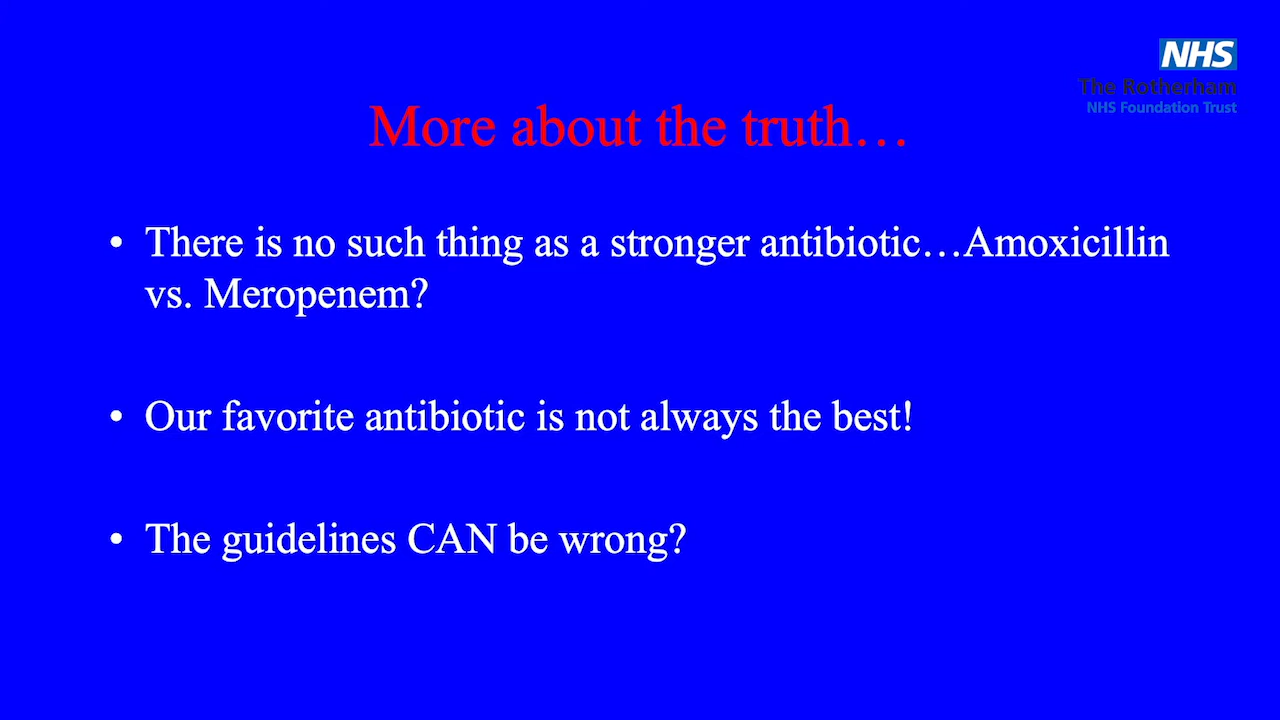 NHS
The Rotherham
NHS Foundation Trust
More about the truth…
• There is no such thing as a stronger antibiotic…Amoxicillin
vs. Meropenem?
• Our favorite antibiotic is not always the best!
• The guidelines CAN be wrong?